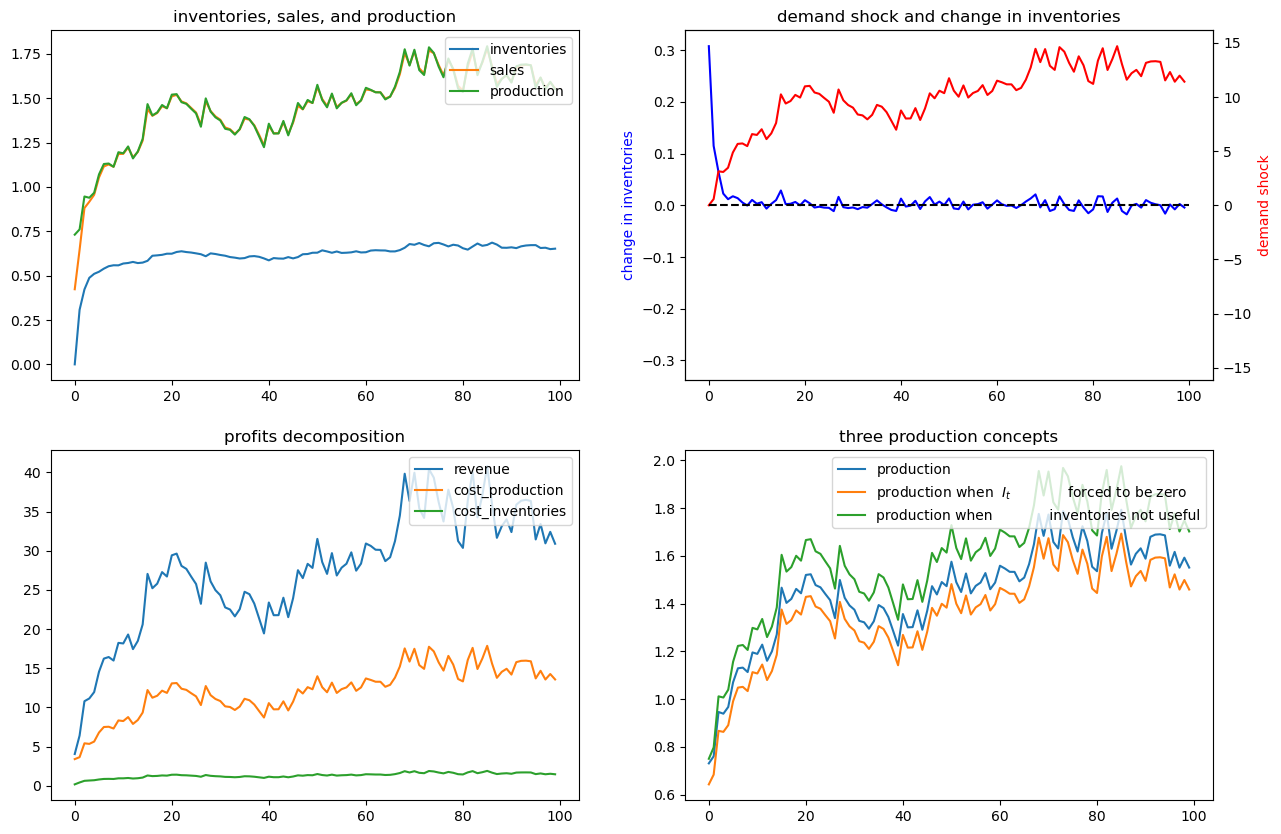 inventories, sales, and production
inventories
sales
production
1.75
1.50
1.25
1.00
0.75
0.50
0.25
0.00
0 20 40 60 80 100
demand shock and change in inventories
change in inventories
0.3
0.2
0.1
0.0
−0.1
−0.2
−0.3
15
10
5
0
−5
−10
−15
demand shock
0 20 40 60 80 100
profits decomposition
revenue
cost_production
cost_inventories
40
35
30
25
20
15
10
5
0
0 20 40 60 80 100
three production concepts
production
production when I_t forced to be zero
production when inventories not useful
2.0
1.8
1.6
1.4
1.2
1.0
0.8
0.6
0 20 40 60 80 100